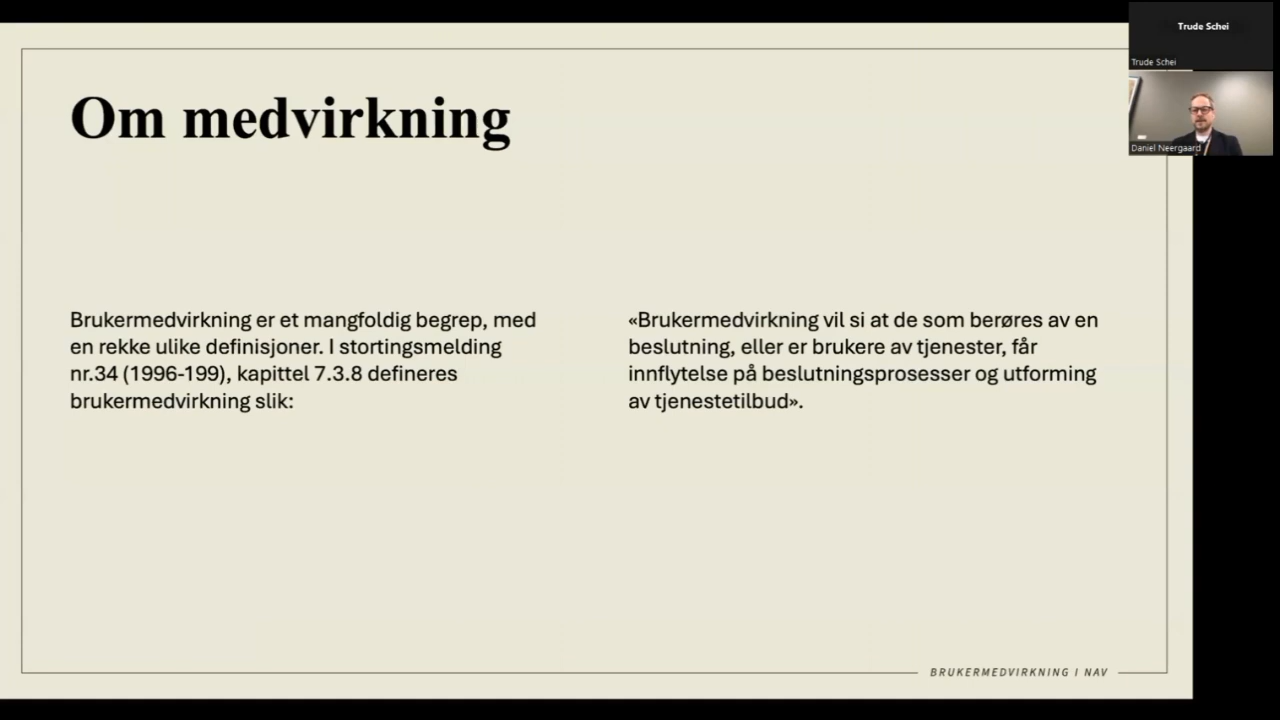 Trude Schei
Trude Schei
Daniel Neergaard
Om medvirkning
Brukermedvirkning er et mangfoldig begrep, med
en rekke ulike definisjoner. I stortingsmelding
nr.34 (1996-199), kapittel 7.3.8 defineres
brukermedvirkning slik:
«Brukermedvirkning vil si at de som berøres av en
beslutning, eller er brukere av tjenester, får
innflytelse på beslutningsprosesser og utforming
av tjenestetilbud».
BRUKERMEDVIRKNING I NAV